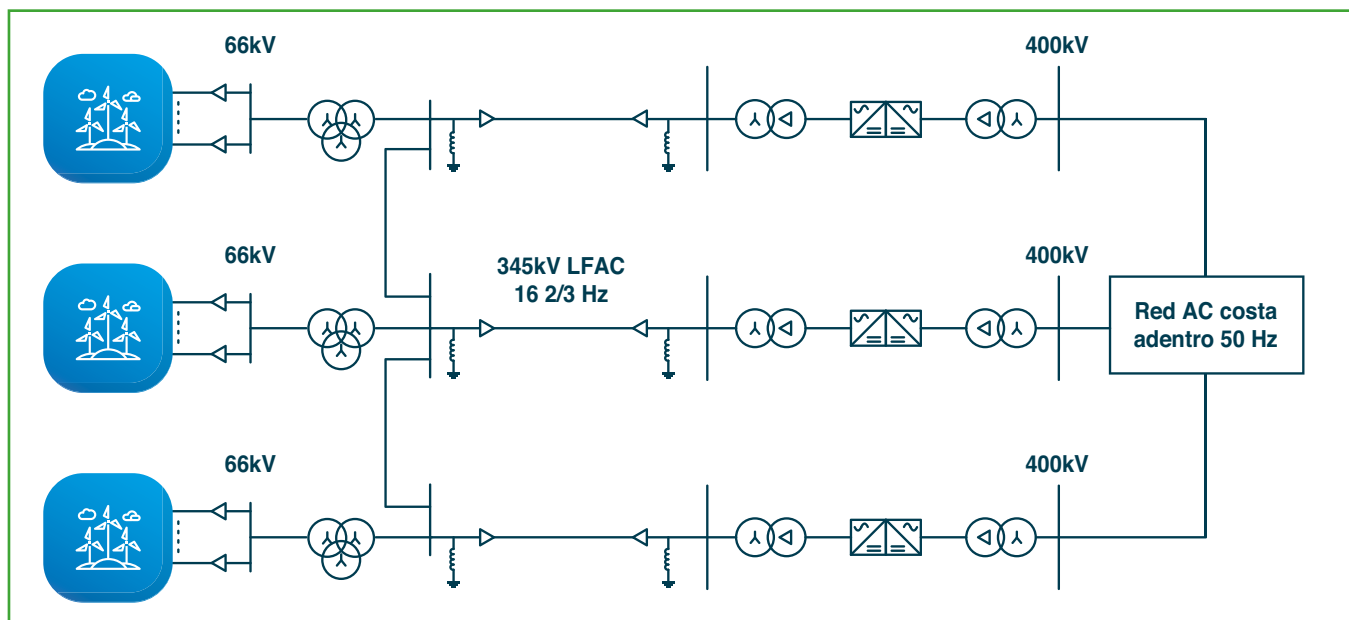 66kV
400kV
66kV
345kV LFAC
16 2/3 Hz
400kV
Red AC costa
adentro 50 Hz
66kV
400kV